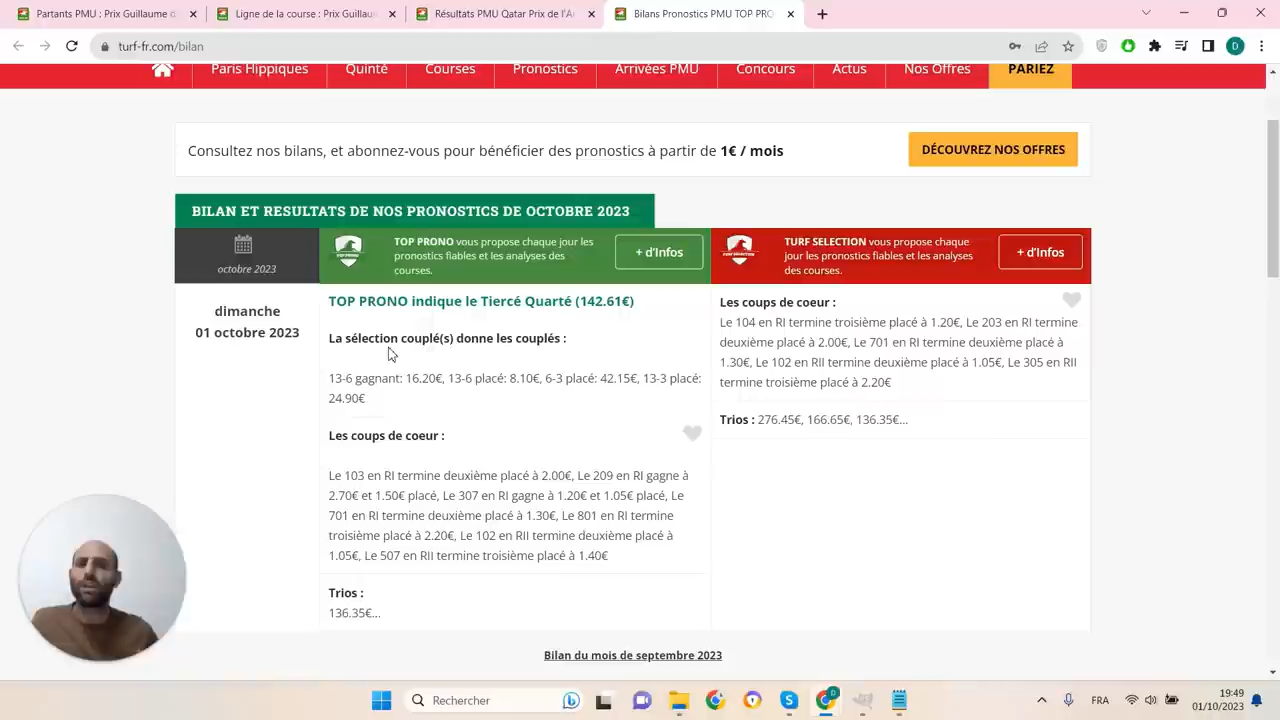 Partants PMU : Prix Guillaume d
Ligne de la course : Prix Guillau
Résultats PMU Qatar Prix de l'A
Bilans Pronostics PMU TOP PRO
turf-fr.com/bilan
Paris Hippiques
Quinté
Courses
Pronostics
Arrivées PMU
Concours
Actus
Nos Offres
PARIEZ
Consultez nos bilans, et abonnez-vous pour bénéficier des pronostics à partir de 1€ / mois
DÉCOUVREZ NOS OFFRES
BILAN ET RESULTATS DE NOS PRONOSTICS DE OCTOBRE 2023
octobre 2023
TOP PRONO vous propose chaque jour les
pronostics fiables et les analyses des
courses.
+ d'Infos
TURF SELECTION vous propose chaque
jour les pronostics fiables et les analyses
des courses.
+ d'Infos
dimanche
01 octobre 2023
TOP PRONO indique le Tiercé Quarté (142.61€)
La sélection couplé(s) donne les couplés :
13-6 gagnant: 16.20€, 13-6 placé: 8.10€, 6-3 placé: 42.15€, 13-3 placé:
24.90€
Les coups de coeur :
Le 103 en RI termine deuxième placé à 2.00€, Le 209 en RI gagne à
2.70€ et 1.50€ placé, Le 307 en RI gagne à 1.20€ et 1.05€ placé, Le
701 en RI termine deuxième placé à 1.30€, Le 801 en RI termine
troisième placé à 2.20€, Le 102 en RII termine deuxième placé à
1.05€, Le 507 en RII termine troisième placé à 1.40€
Trios :
136.35€...
Les coups de coeur :
Le 104 en RI termine troisième placé à 1.20€, Le 203 en RI termine
deuxième placé à 2.00€, Le 701 en RI termine deuxième placé à
1.30€, Le 102 en RII termine deuxième placé à 1.05€, Le 305 en RII
termine troisième placé à 2.20€
Trios : 276.45€, 166.65€, 136.35€...
Bilan du mois de septembre 2023
Rechercher
FRA
19:49
01/10/2023